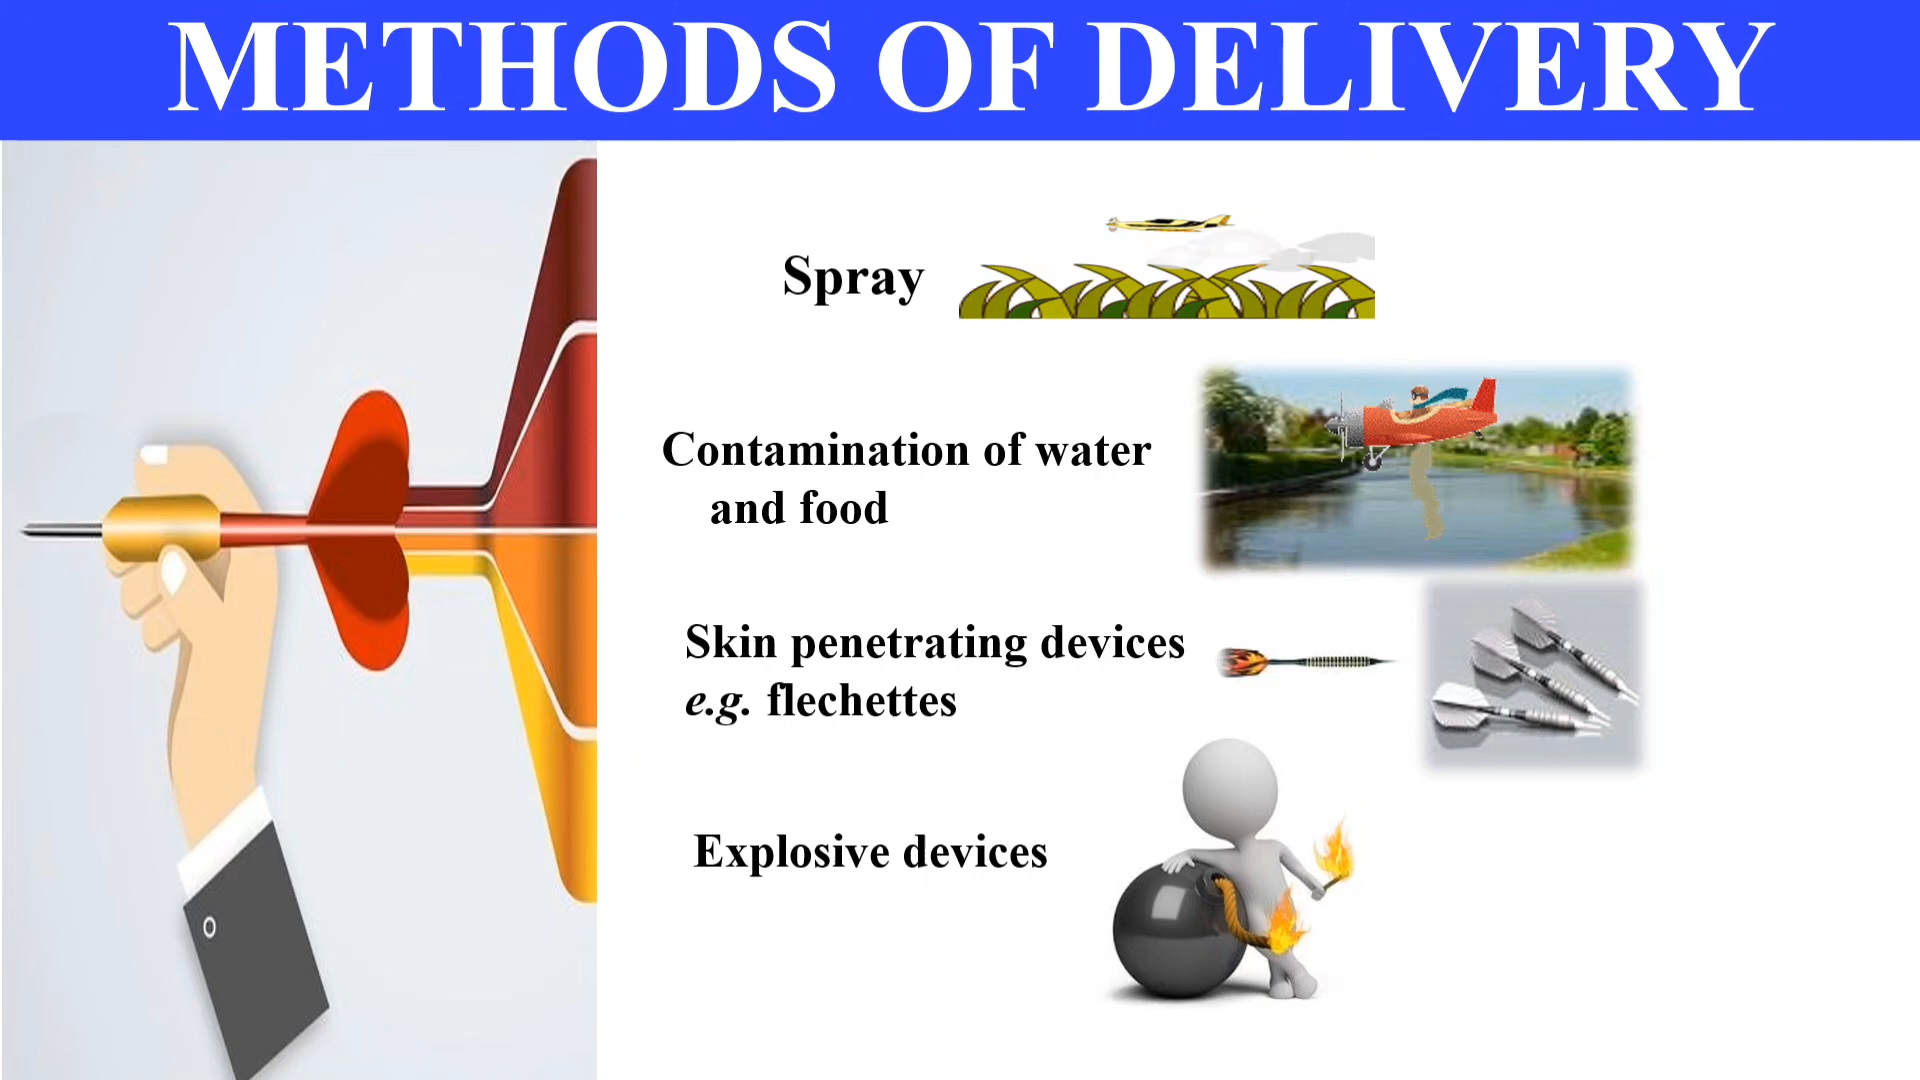 METHODS OF DELIVERY
Spray
Contamination of water
and food
Skin penetrating devices
e.g. flechettes
Explosive devices